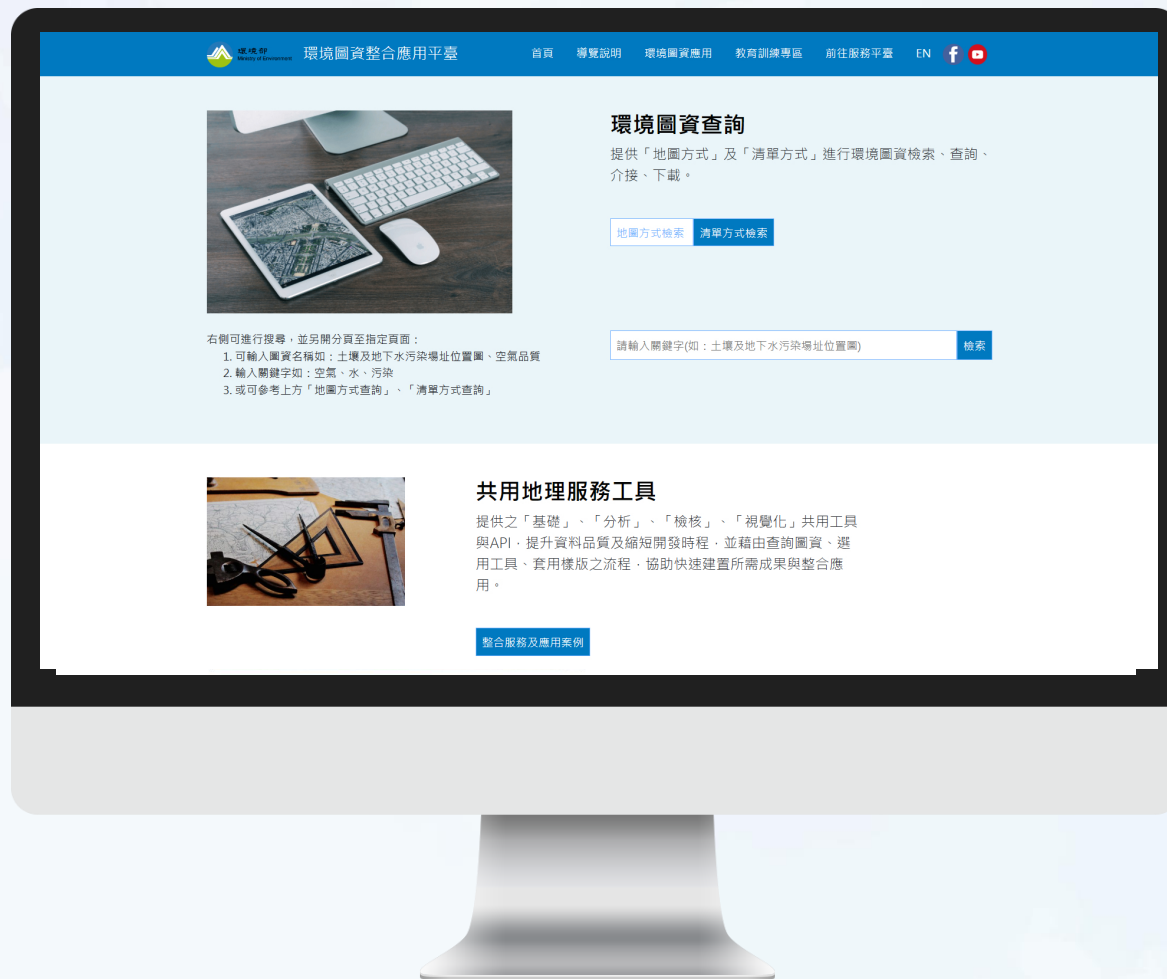 環境部
Ministry of Environment
環境圖資整合應用平臺
首頁 導覽說明 環境圖資應用 教育訓練專區 前往服務平臺 EN
環境圖資查詢
提供「地圖方式」及「清單方式」進行環境圖資檢索、查詢、
介接、下載。
地圖方式檢索 清單方式檢索
右側可進行搜尋，並另開分頁至指定頁面：
1. 可輸入圖資名稱如：土壤及地下水污染場址位置圖、空氣品質
2. 輸入關鍵字如：空氣、水、污染
3. 或可參考上方「地圖方式查詢」、「清單方式查詢」
請輸入關鍵字(如：土壤及地下水污染場址位置圖) 檢索
共用地理服務工具
提供之「基礎」、「分析」、「檢核」、「視覺化」共用工具
與API，提升資料品質及縮短開發時程，並藉由查詢圖資、選
用工具、套用樣版之流程，協助快速建置所需成果與整合應
用。
整合服務及應用案例